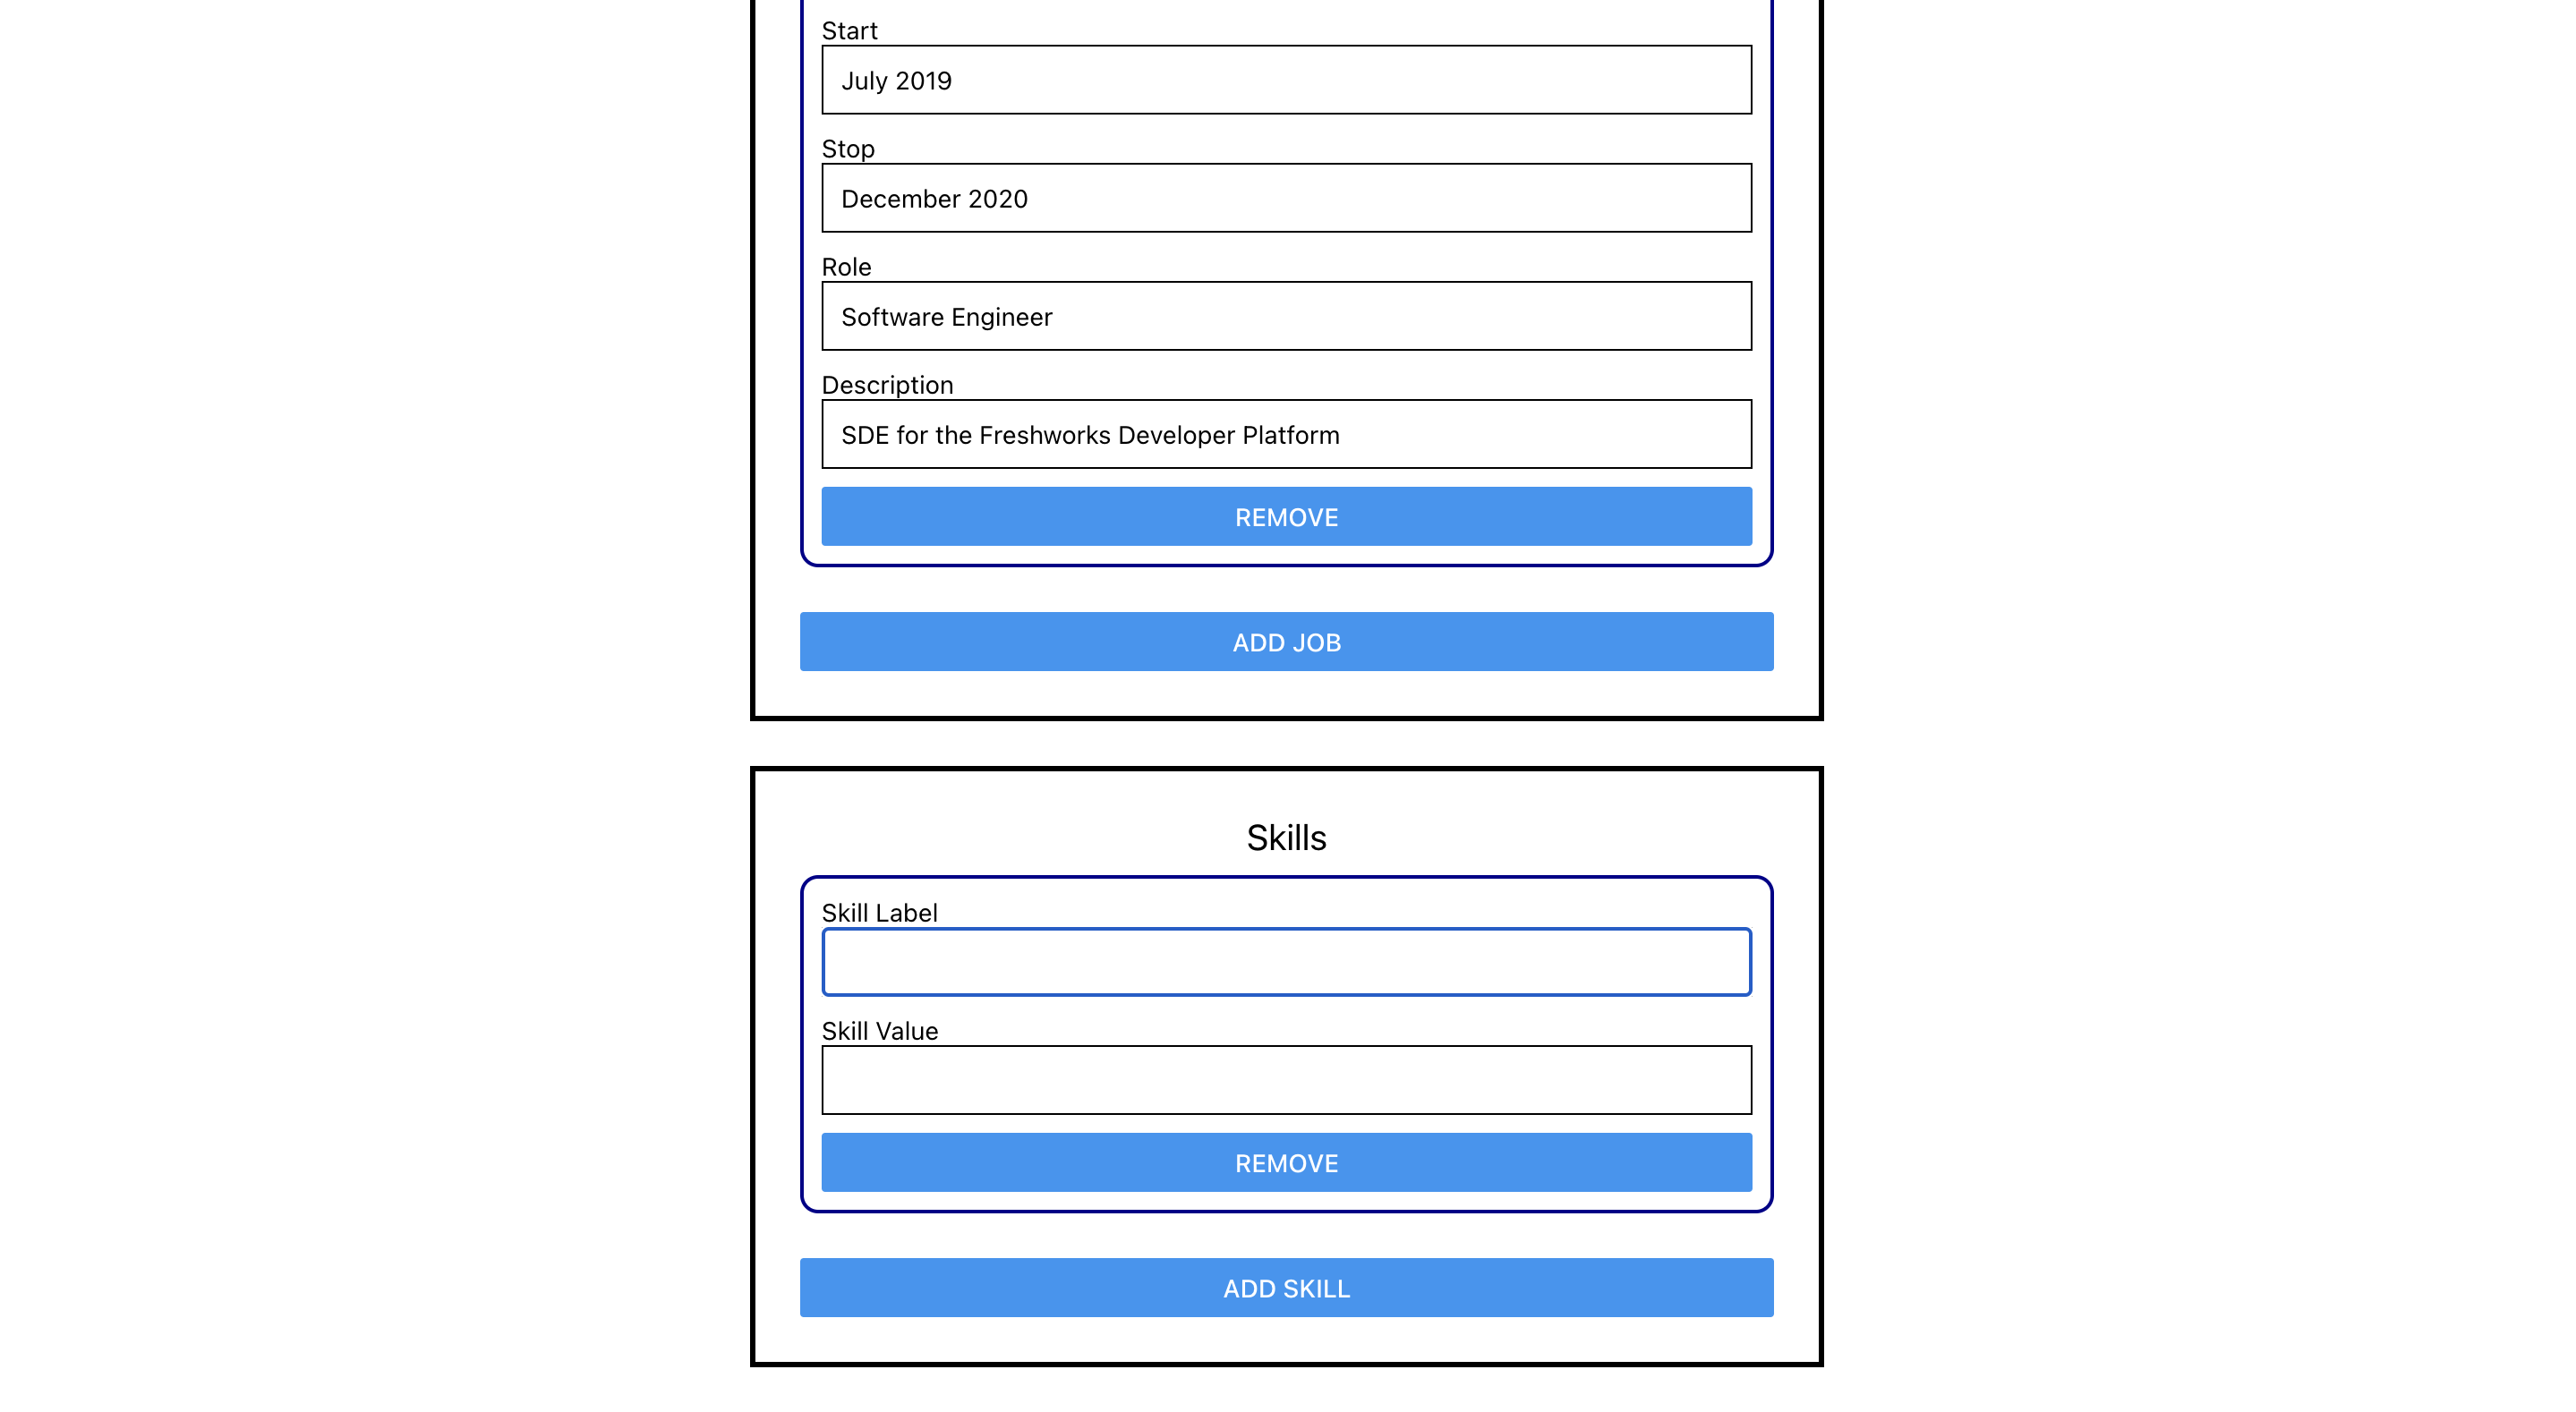 Start
July 2019
Stop
December 2020
Role
Software Engineer
Description
SDE for the Freshworks Developer Platform
REMOVE
ADD JOB
Skills
Skill Label
Skill Value
REMOVE
ADD SKILL